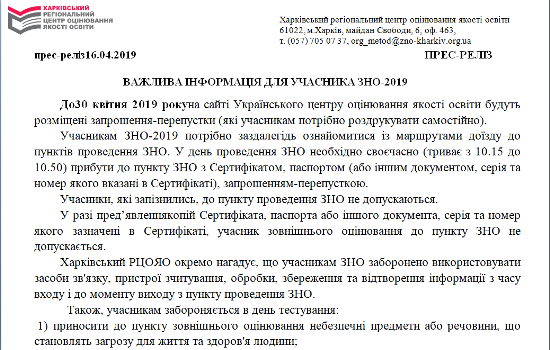 ХАРКІВСЬКИЙ
РЕГІОНАЛЬНИЙ
ЦЕНТР ОЦІНЮВАННЯ
ЯКОСТІ ОСВІТИ
Харківський регіональний центр оцінювання якості освіти
61022, м.Харків, майдан Свободи, 6, оф. 463,
т. (057) 705 07 37, org_metod@zno-kharkiv.org.ua
прес-реліз16.04.2019 ПРЕС-РЕЛІЗ
ВАЖЛИВА ІНФОРМАЦІЯ ДЛЯ УЧАСНИКА ЗНО-2019
До30 квітня 2019 рокуна сайті Українського центру оцінювання якості освіти будуть
розміщені запрошення-перепустки (які учасникам потрібно роздрукувати самостійно).
Учасникам ЗНО-2019 потрібно заздалегідь ознайомитися із маршрутами доїзду до
пунктів проведення ЗНО. У день проведення ЗНО необхідно своєчасно (триває з 10.15 до
10.50) прибути до пункту ЗНО з Сертифікатом, паспортом (або іншим документом, серія та
номер якого вказані в Сертифікаті), запрошенням-перепусткою.
Учасники, які запізнились, до пункту проведення ЗНО не допускаються.
У разі пред’явленнякопій Сертифіката, паспорта або іншого документа, серія та номер
якого зазначені в Сертифікаті, учасник зовнішнього оцінювання до пункту ЗНО не
допускається.
Харківський РЦОЯО окремо нагадує, що учасникам ЗНО заборонено використовувати
засоби зв'язку, пристрої зчитування, обробки, збереження та відтворення інформації з часу
входу і до моменту виходу з пункту проведення ЗНО.
Також, учасникам забороняється в день тестування:
1) приносити до пункту зовнішнього оцінювання небезпечні предмети або речовини, що
становлять загрозу для життя та здоров'я людини;